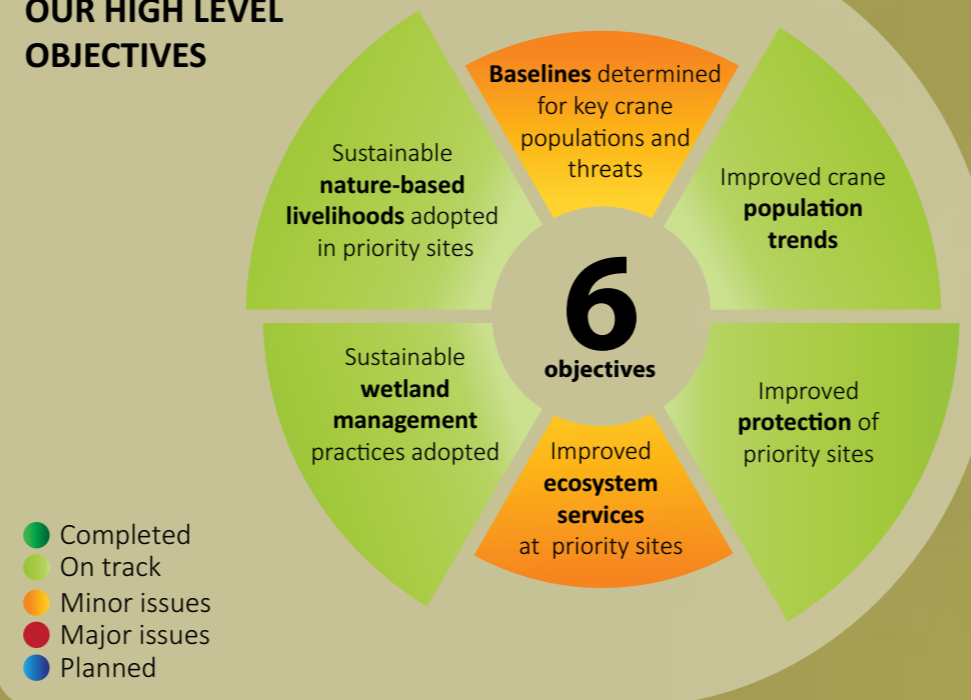 OUR HIGH LEVEL
OBJECTIVES
Baselines determined
for key crane
populations and
threats
Improved crane
population
trends
Improved
protection of
priority sites
Improved
ecosystem
services
at priority sites
Sustainable
wetland
management
practices adopted
Sustainable
nature-based
livelihoods adopted
in priority sites
6
objectives
Completed
On track
Minor issues
Major issues
Planned